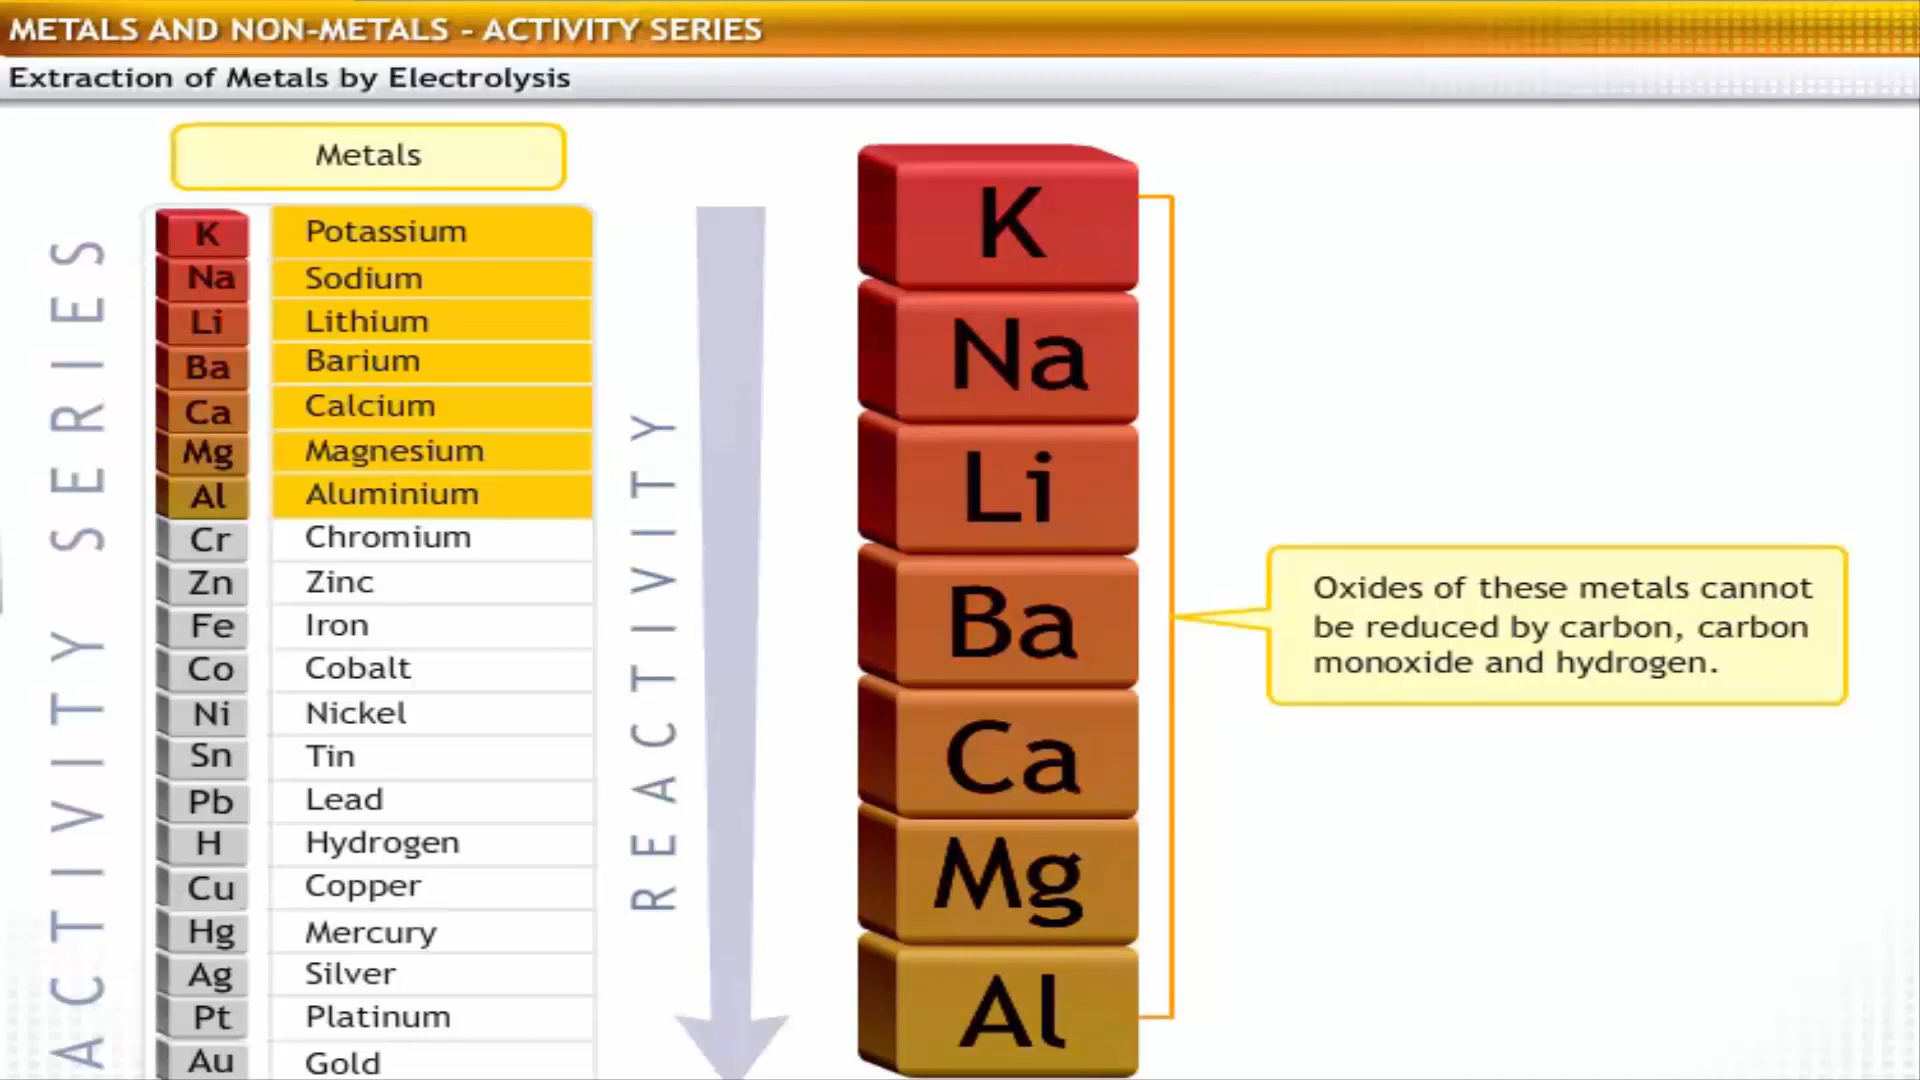 METALS AND NON-METALS - ACTIVITY SERIES
Extraction of Metals by Electrolysis
ACTIVITY SERIES
Metals
K Potassium
Na Sodium
Li Lithium
Ba Barium
Ca Calcium
Mg Magnesium
Al Aluminium
Cr Chromium
Zn Zinc
Fe Iron
Co Cobalt
Ni Nickel
Sn Tin
Pb Lead
H Hydrogen
Cu Copper
Hg Mercury
Ag Silver
Pt Platinum
Au Gold
REACTIVITY
K
Na
Li
Ba
Ca
Mg
Al
Oxides of these metals cannot
be reduced by carbon, carbon
monoxide and hydrogen.